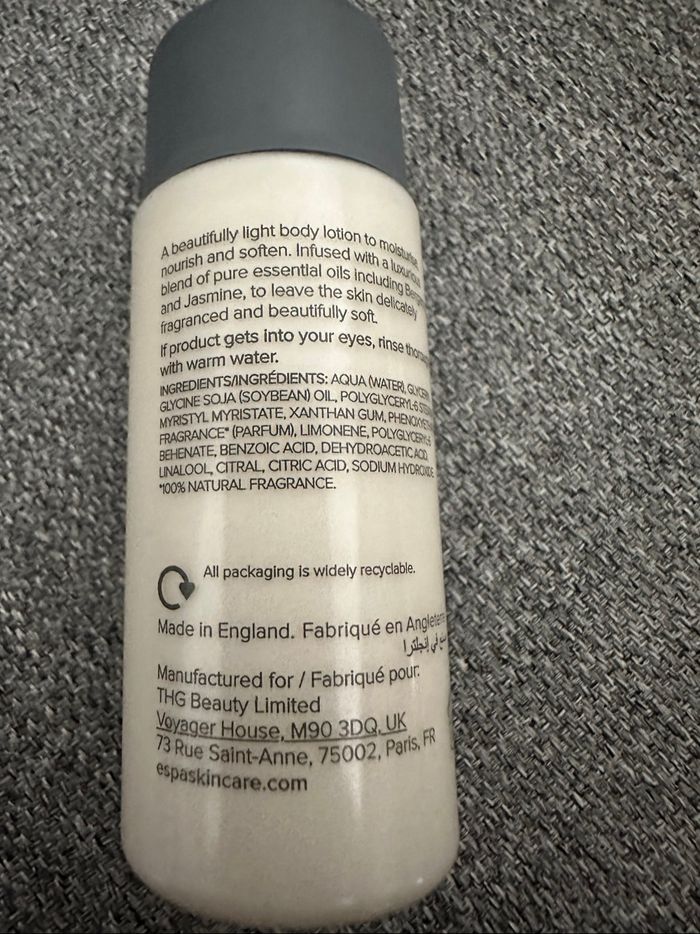 A beautifully light body lotion to
nourish and soften. Infused with a
blend of pure essential oils including
and Jasmine, to leave the skin delicately
fragranced and beautifully soft.
If product gets into your eyes, rinse
with warm water.
INGREDIENTS/INGRÉDIENTS: AQUA (WATER),
GLYCINE SOJA (SOYBEAN) OIL, POLYGLYCERYL-6
MYRISTYL MYRISTATE, XANTHAN GUM,
FRAGRANCE* (PARFUM), LIMONENE, POLYGLYCERYL-6
BEHENATE, BENZOIC ACID, DEHYDROACETIC ACID,
LINALOOL, CITRAL, CITRIC ACID, SODIUM HYDROXIDE.
*100% NATURAL FRAGRANCE.
All packaging is widely recyclable.
Made in England. Fabriqué en Angleterre
صنع في إنجلترا
Manufactured for / Fabriqué pour:
THG Beauty Limited
Voyager House, M90 3DQ, UK
73 Rue Saint-Anne, 75002, Paris, FR
espaskincare.com